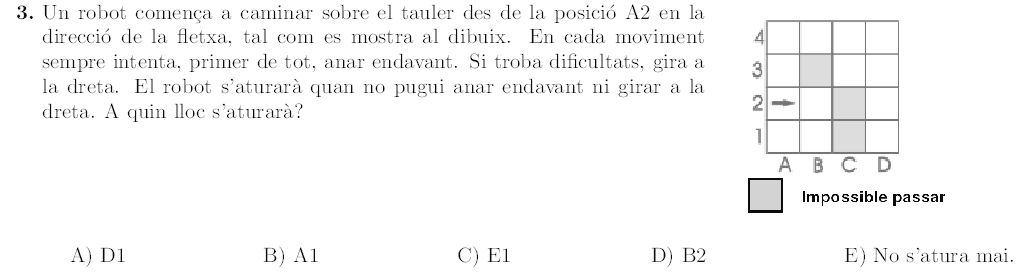 3. Un robot comença a caminar sobre el tauler des de la posició A2 en la
direcció de la fletxa, tal com es mostra al dibuix. En cada moviment
sempre intenta, primer de tot, anar endavant. Si troba dificultats, gira a
la dreta. El robot s'aturarà quan no pugui anar endavant ni girar a la
dreta. A quin lloc s'aturarà?
4
3
2
1
A B C D
Impossible passar
A) D1 B) A1 C) E1 D) B2 E) No s'atura mai.